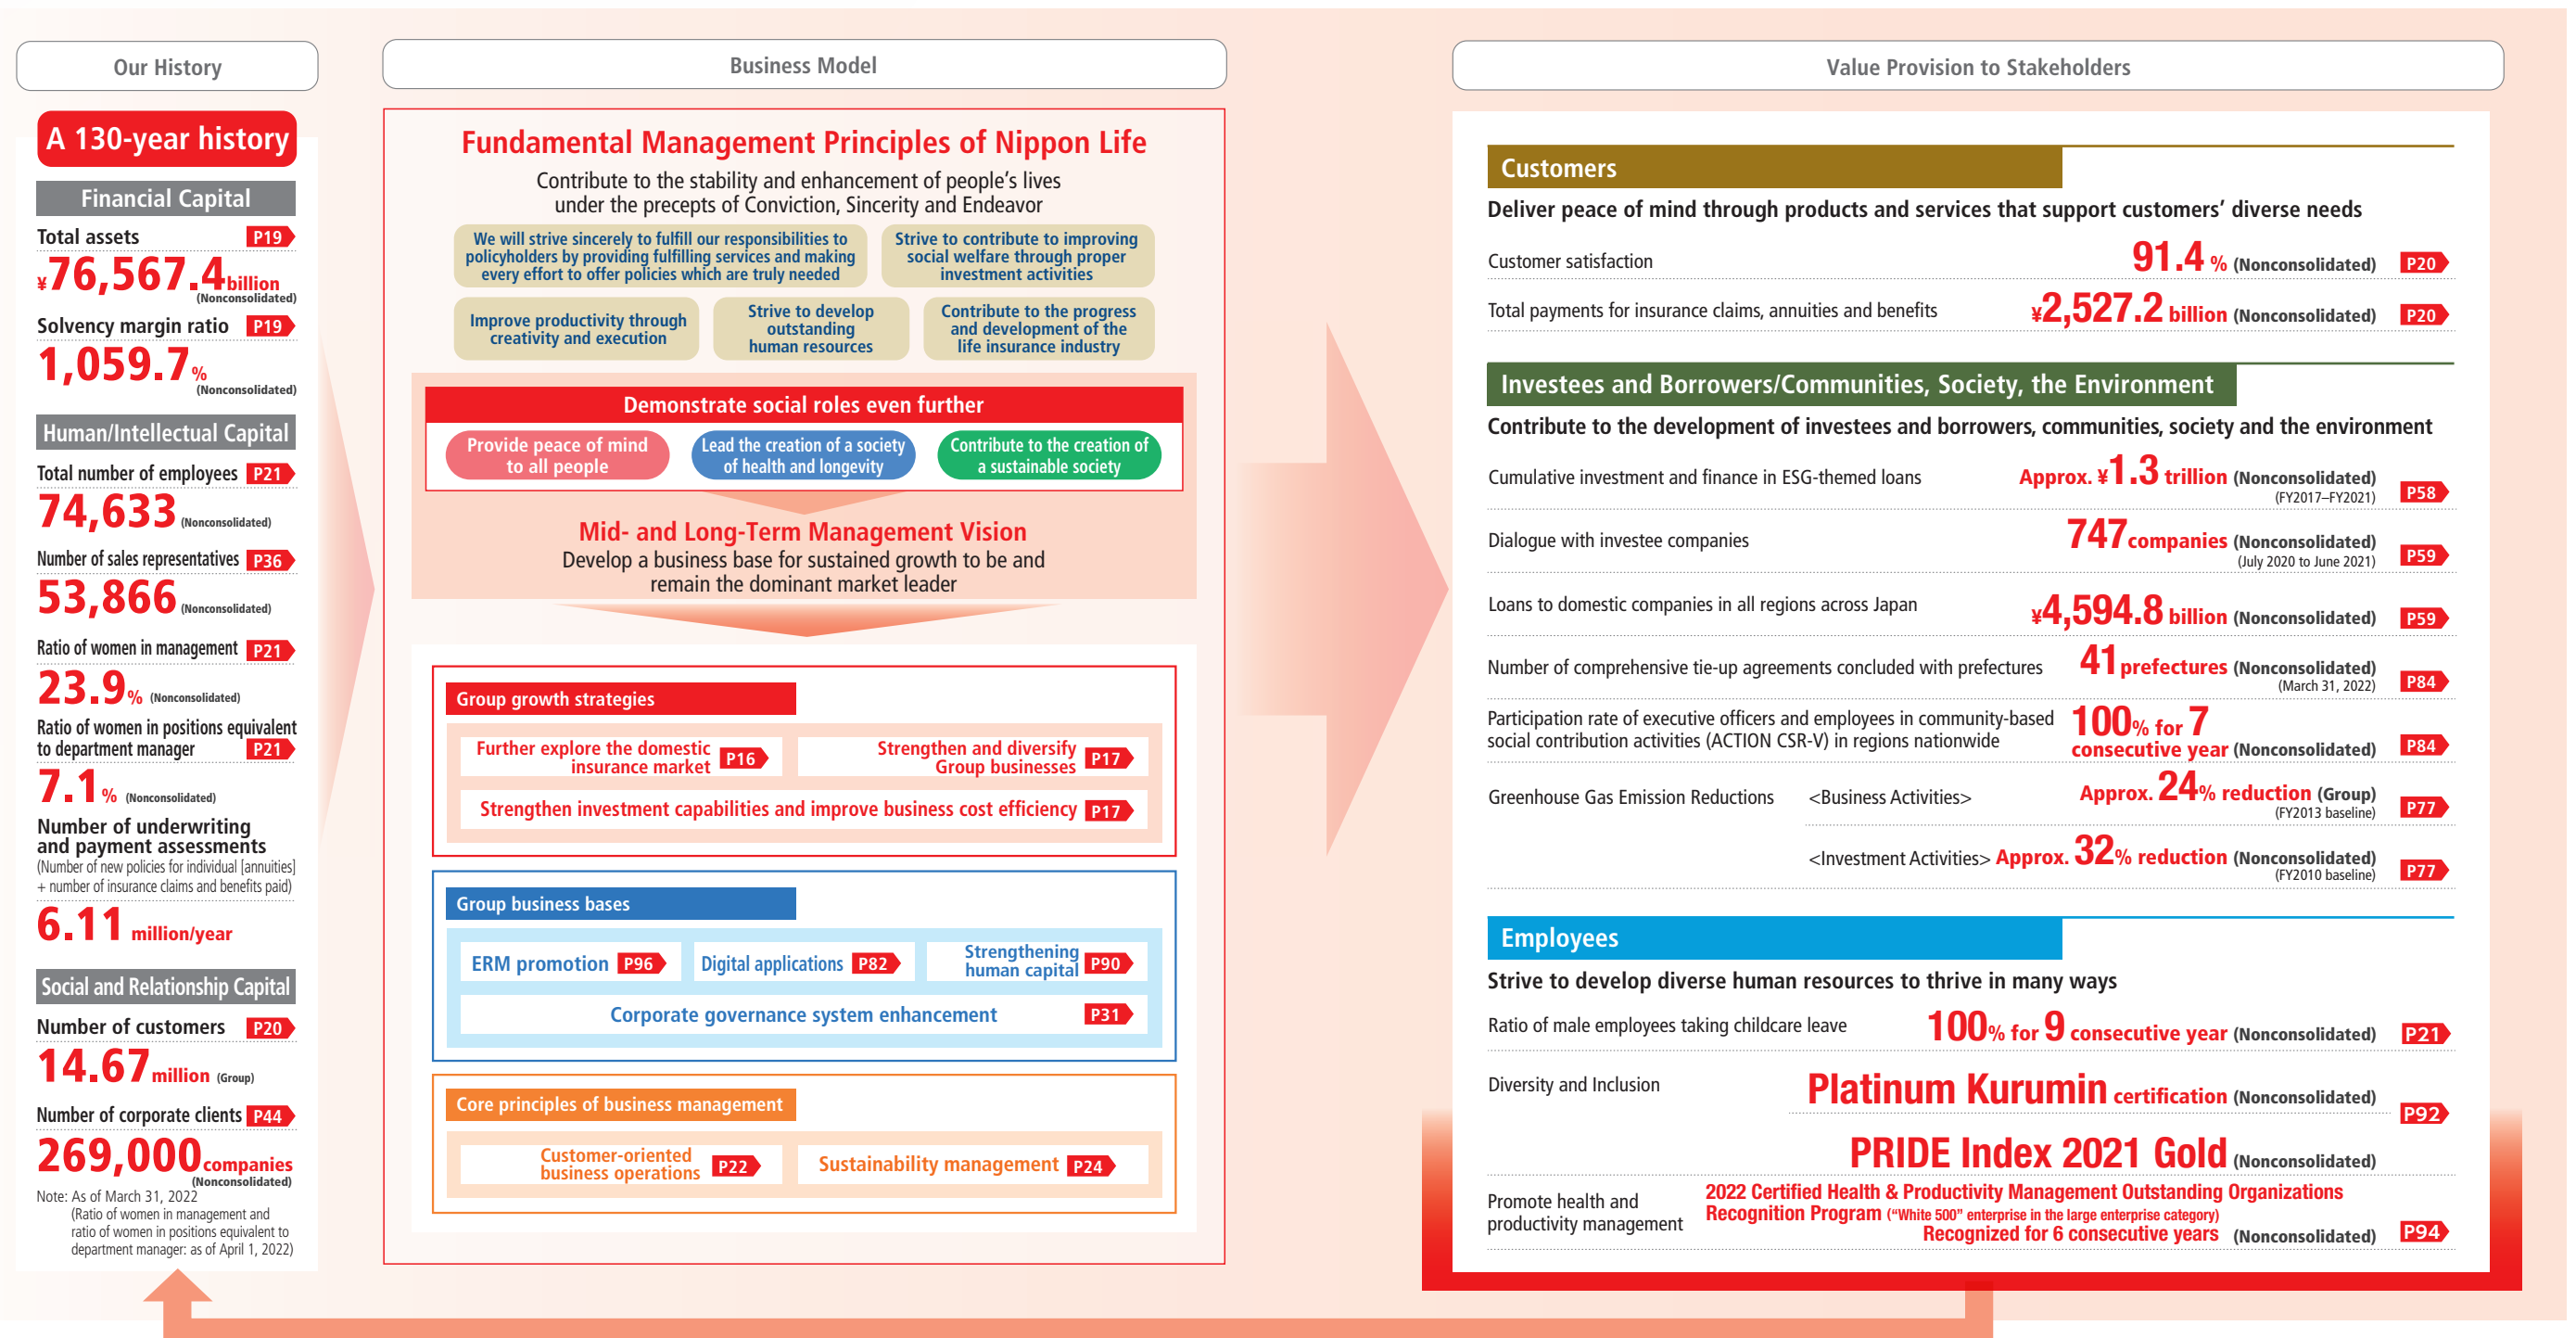 Our History
A 130-year history
Financial Capital
Total assets P19
¥76,567.4 billion
(Nonconsolidated)
Solvency margin ratio P19
1,059.7%
(Nonconsolidated)
Human/Intellectual Capital
Total number of employees P21
74,633 (Nonconsolidated)
Number of sales representatives P36
53,866 (Nonconsolidated)
Ratio of women in management P21
23.9% (Nonconsolidated)
Ratio of women in positions equivalent
to department manager P21
7.1% (Nonconsolidated)
Number of underwriting
and payment assessments
(Number of new policies for individual [annuities]
+ number of insurance claims and benefits paid)
6.11 million/year
Social and Relationship Capital
Number of customers P20
14.67 million (Group)
Number of corporate clients P44
269,000 companies
(Nonconsolidated)
Note: As of March 31, 2022
(Ratio of women in management and
ratio of women in positions equivalent to
department manager: as of April 1, 2022)
Business Model
Fundamental Management Principles of Nippon Life
Contribute to the stability and enhancement of people's lives
under the precepts of Conviction, Sincerity and Endeavor
We will strive sincerely to fulfill our responsibilities to
policyholders by providing fulfilling services and making
every effort to offer policies which are truly needed
Strive to contribute to improving
social welfare through proper
investment activities
Improve productivity through
creativity and execution
Strive to develop
outstanding
human resources
Contribute to the progress
and development of the
life insurance industry
Demonstrate social roles even further
Provide peace of mind
to all people
Lead the creation of a society
of health and longevity
Contribute to the creation of
a sustainable society
Mid- and Long-Term Management Vision
Develop a business base for sustained growth to be and
remain the dominant market leader
Group growth strategies
Further explore the domestic
insurance market P16
Strengthen and diversify
Group businesses P17
Strengthen investment capabilities and improve business cost efficiency P17
Group business bases
ERM promotion P96
Digital applications P82
Strengthening
human capital P90
Corporate governance system enhancement P31
Core principles of business management
Customer-oriented
business operations P22
Sustainability management P24
Value Provision to Stakeholders
Customers
Deliver peace of mind through products and services that support customers' diverse needs
Customer satisfaction 91.4 % (Nonconsolidated) P20
Total payments for insurance claims, annuities and benefits ¥2,527.2 billion (Nonconsolidated) P20
Investees and Borrowers/Communities, Society, the Environment
Contribute to the development of investees and borrowers, communities, society and the environment
Cumulative investment and finance in ESG-themed loans Approx. ¥1.3 trillion (Nonconsolidated)
(FY2017–FY2021) P58
Dialogue with investee companies 747 companies (Nonconsolidated)
(July 2020 to June 2021) P59
Loans to domestic companies in all regions across Japan ¥4,594.8 billion (Nonconsolidated) P59
Number of comprehensive tie-up agreements concluded with prefectures 41 prefectures (Nonconsolidated)
(March 31, 2022) P84
Participation rate of executive officers and employees in community-based
social contribution activities (ACTION CSR-V) in regions nationwide
100% for 7
consecutive year (Nonconsolidated) P84
Greenhouse Gas Emission Reductions <Business Activities> Approx. 24% reduction (Group)
(FY2013 baseline) P77
<Investment Activities> Approx. 32% reduction (Nonconsolidated)
(FY2010 baseline) P77
Employees
Strive to develop diverse human resources to thrive in many ways
Ratio of male employees taking childcare leave 100% for 9 consecutive year (Nonconsolidated) P21
Diversity and Inclusion Platinum Kurumin certification (Nonconsolidated)
P92
PRIDE Index 2021 Gold (Nonconsolidated)
Promote health and
productivity management
2022 Certified Health & Productivity Management Outstanding Organizations
Recognition Program ("White 500" enterprise in the large enterprise category)
Recognized for 6 consecutive years (Nonconsolidated) P94